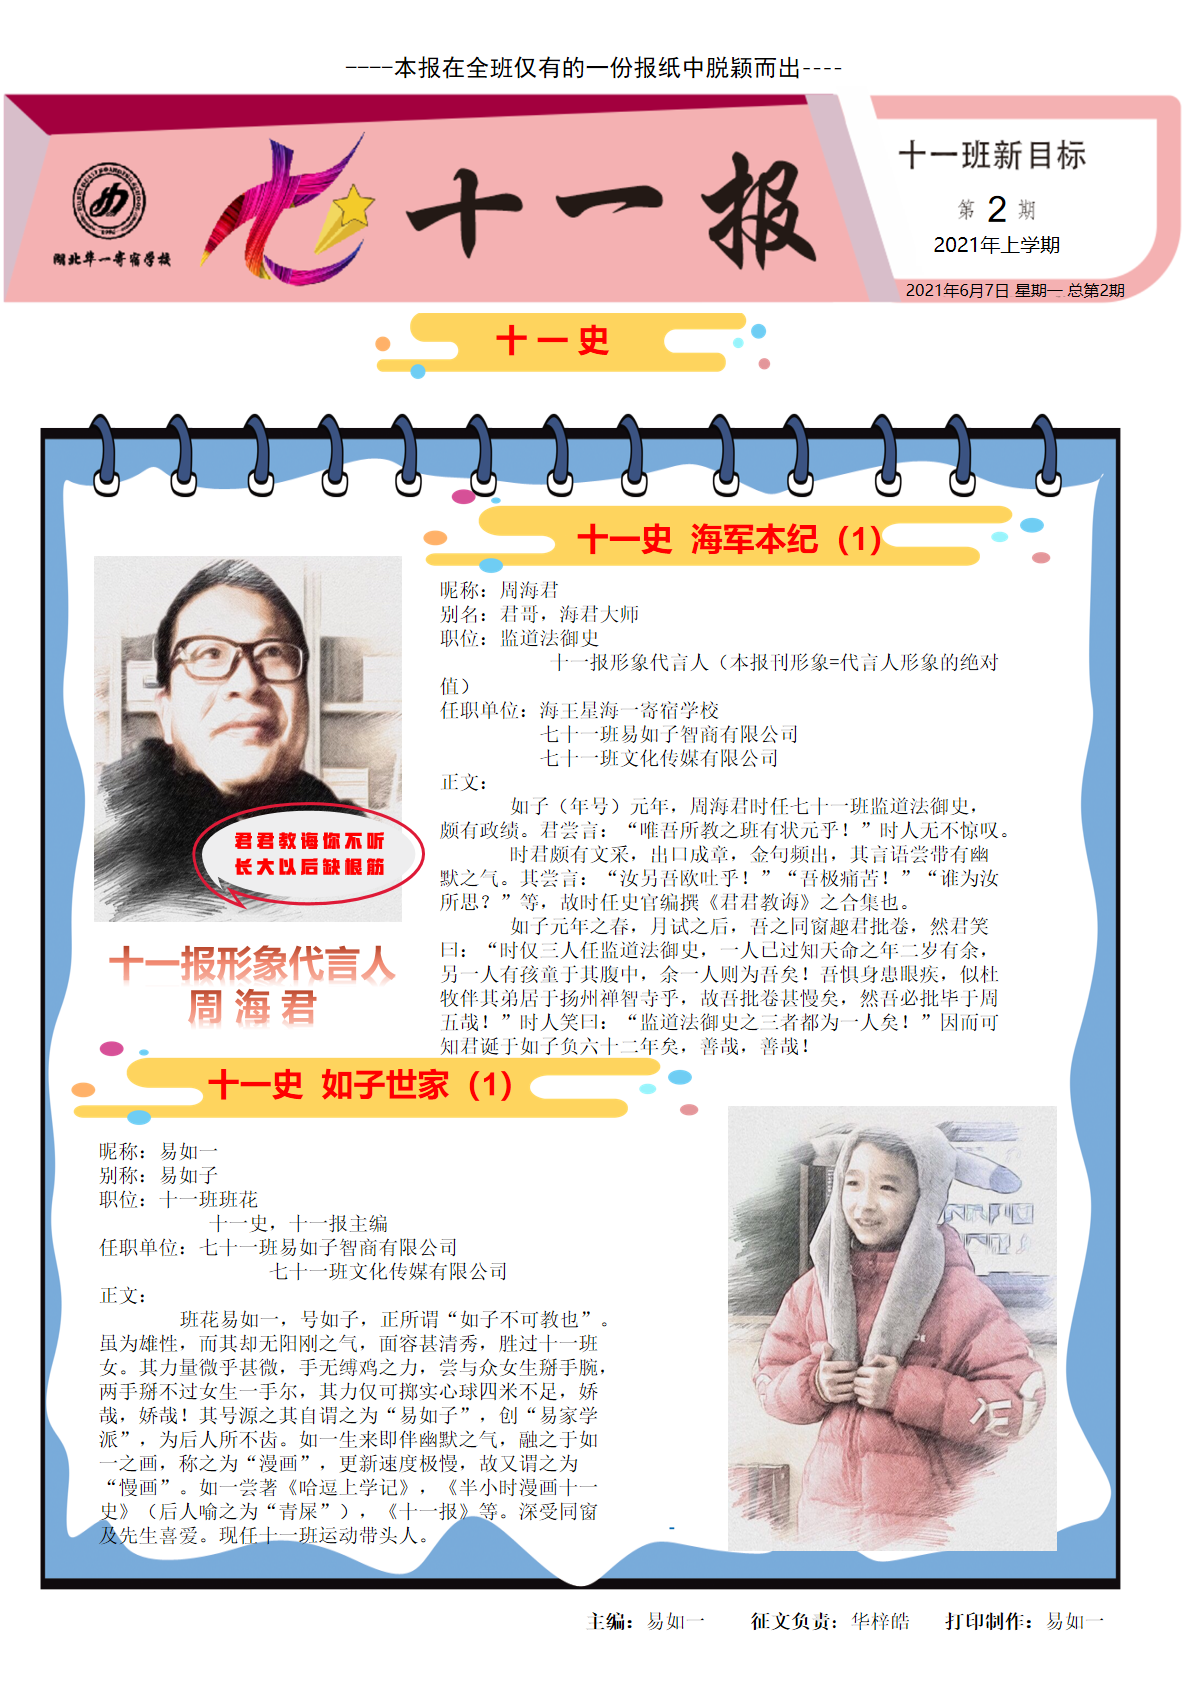 ----本报在全班仅有的一份报纸中脱颖而出----
湖北华一寄宿学校
十一报
十一班新目标
第 2 期
2021年上学期
2021年6月7日 星期一 总第2期
十一史
十一史 海军本纪（1）
昵称：周海君
别名：君哥，海君大师
职位：监道法御史
十一报形象代言人（本报刊形象=代言人形象的绝对
值）
任职单位：海王星海一寄宿学校
七十一班易如子智商有限公司
七十一班文化传媒有限公司
正文：
如子（年号）元年，周海君时任七十一班监道法御史，
颇有政绩。君尝言：“唯吾所教之班有状元乎！”时人无不惊叹。
时君颇有文采，出口成章，金句频出，其言语尝带有幽
默之气。其尝言：“汝另吾欧吐乎！”“吾极痛苦！”“谁为汝
所思？”等，故时任史官编撰《君君教诲》之合集也。
如子元年之春，月试之后，吾之同窗趣君批卷，然君笑
曰：“时仅三人任监道法御史，一人已过知天命之年二岁有余，
另一人有孩童于其腹中，余一人则为吾矣！吾惧身患眼疾，似杜
牧伴其弟居于扬州禅智寺乎，故吾批卷甚慢矣，然吾必批毕于周
五哉！”时人笑曰：“监道法御史之三者都为一人矣！”因而可
知君诞于如子负六十二年矣，善哉，善哉！
君君教诲你不听
长大以后缺根筋
十一报形象代言人
周海君
十一史 如子世家（1）
昵称：易如一
别称：易如子
职位：十一班班花
十一史，十一报主编
任职单位：七十一班易如子智商有限公司
七十一班文化传媒有限公司
正文：
班花易如一，号如子，正所谓“如子不可教也”。
虽为雄性，而其却无阳刚之气，面容甚清秀，胜过十一班
女。其力量微乎甚微，手无缚鸡之力，尝与众女生掰手腕，
两手掰不过女生一手尔，其力仅可掷实心球四米不足，娇
哉，娇哉！其号源之其自谓之为“易如子”，创“易家学
派”，为后人所不齿。如一生来即伴幽默之气，融之于如
一之画，称之为“漫画”，更新速度极慢，故又谓之为
“慢画”。如一尝著《哈逗上学记》，《半小时漫画十一
史》（后人喻之为“青屎”），《十一报》等。深受同窗
及先生喜爱。现任十一班运动带头人。
主编：易如一 征文负责：华梓皓 打印制作：易如一